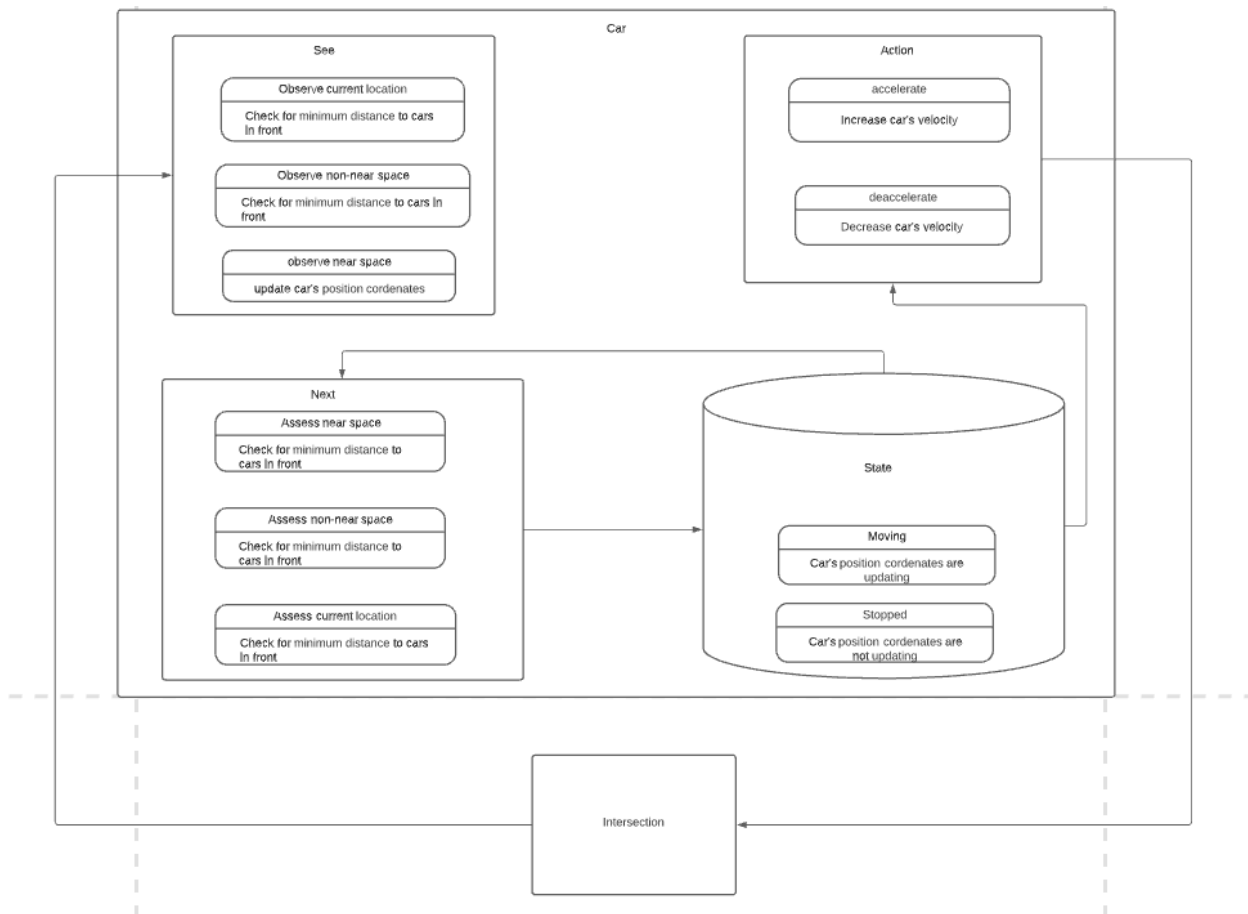 Car
See
Observe current location
Check for minimum distance to cars
in front
Observe non-near space
Check for minimum distance to cars in
front
observe near space
update car's position cordenates
Action
accelerate
Increase car's velocity
deaccelerate
Decrease car's velocity
Next
Assess near space
Check for minimum distance to
cars in front
Assess non-near space
Check for minimum distance to
cars in front
Assess current location
Check for minimum distance to cars
in front
State
Moving
Car's position cordenates are
updating
Stopped
Car's position cordenates are
not updating
Intersection